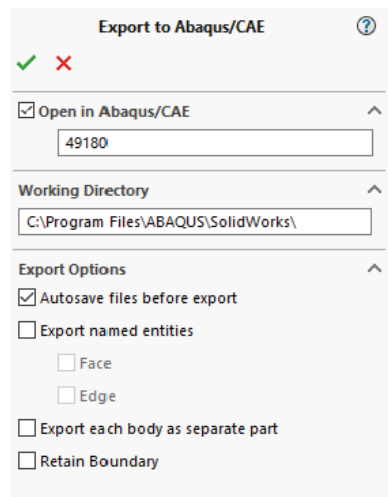 Export to Abaqus/CAE
?
Open in Abaqus/CAE
49180
Working Directory
C:\Program Files\ABAQUS\SolidWorks\
Export Options
Autosave files before export
Export named entities
Face
Edge
Export each body as separate part
Retain Boundary